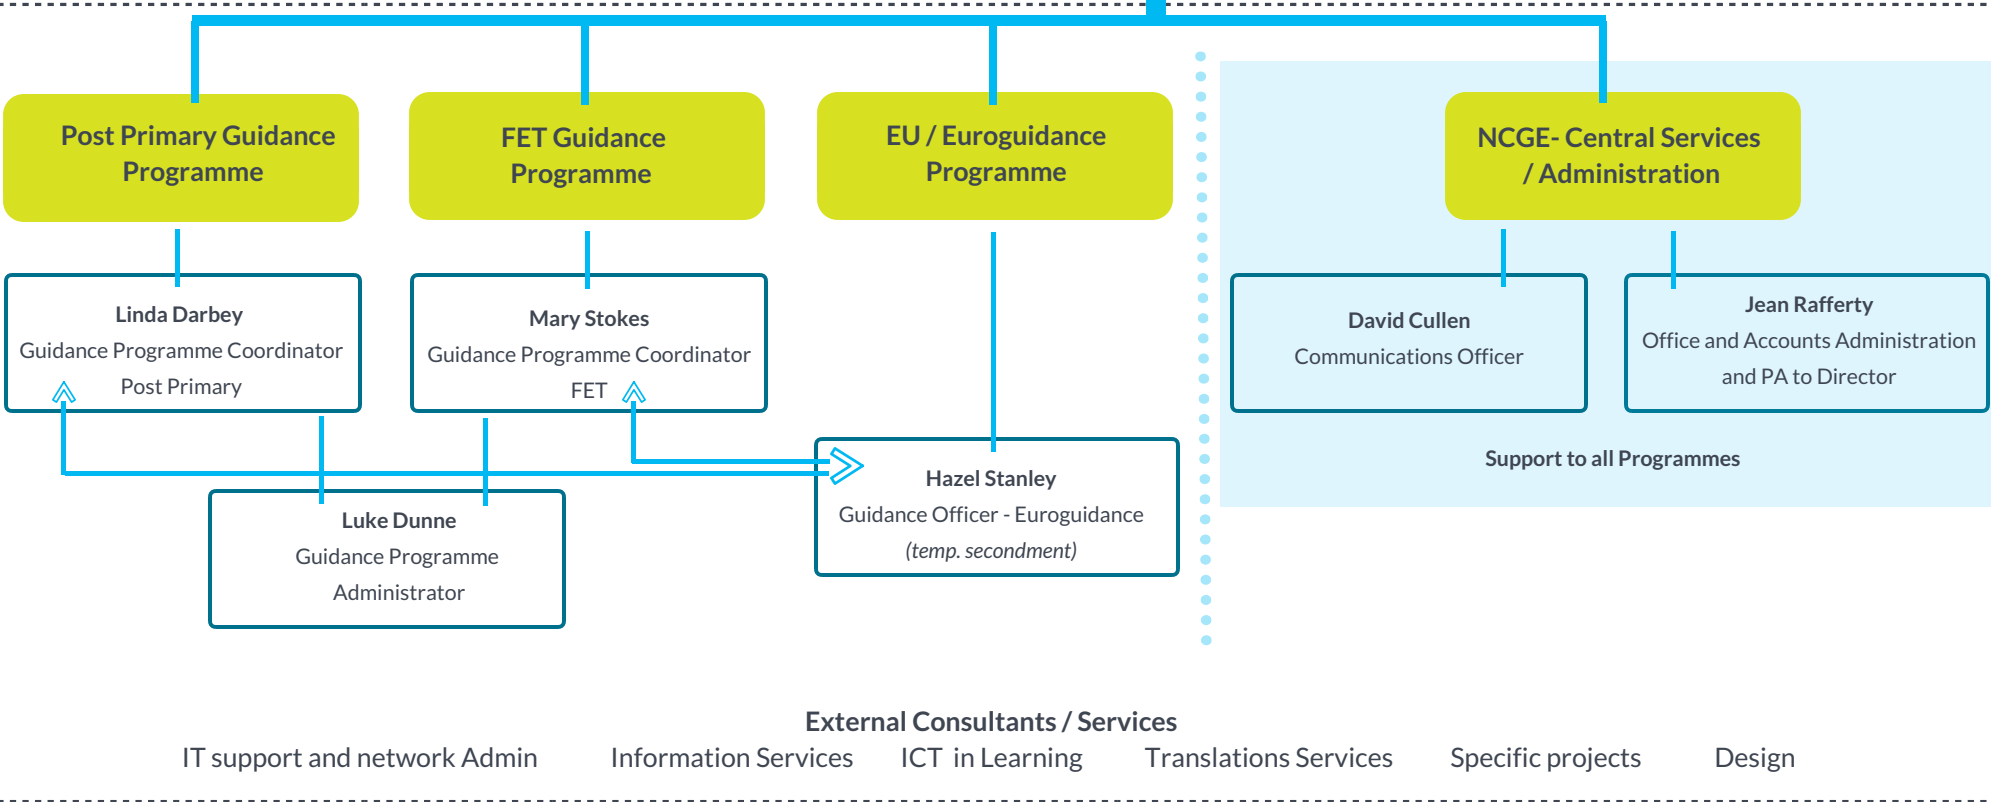 Post Primary Guidance
Programme
FET Guidance
Programme
EU / Euroguidance
Programme
NCGE- Central Services
/ Administration
Linda Darbey
Guidance Programme Coordinator
Post Primary
Mary Stokes
Guidance Programme Coordinator
FET
David Cullen
Communications Officer
Jean Rafferty
Office and Accounts Administration
and PA to Director
Support to all Programmes
Hazel Stanley
Guidance Officer - Euroguidance
(temp. secondment)
Luke Dunne
Guidance Programme
Administrator
External Consultants / Services
IT support and network Admin Information Services ICT in Learning Translations Services Specific projects Design